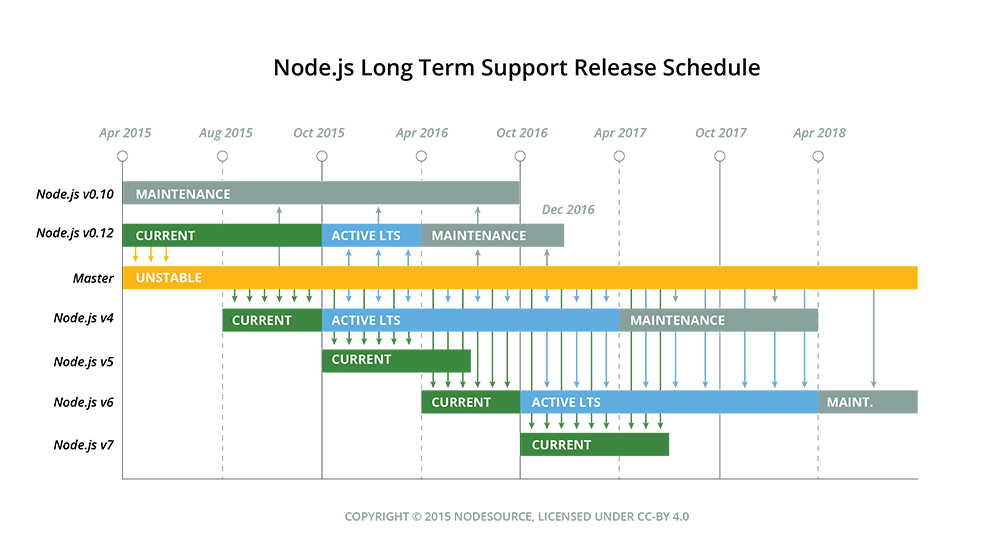 Node.js Long Term Support Release Schedule
Apr 2015 Aug 2015 Oct 2015 Apr 2016 Oct 2016 Apr 2017 Oct 2017 Apr 2018
Node.js v0.10 MAINTENANCE
Dec 2016
Node.js v0.12 CURRENT ACTIVE LTS MAINTENANCE
Master UNSTABLE
Node.js v4 CURRENT ACTIVE LTS MAINTENANCE
Node.js v5 CURRENT
Node.js v6 CURRENT ACTIVE LTS MAINT.
Node.js v7 CURRENT
COPYRIGHT © 2015 NODESOURCE, LICENSED UNDER CC-BY 4.0